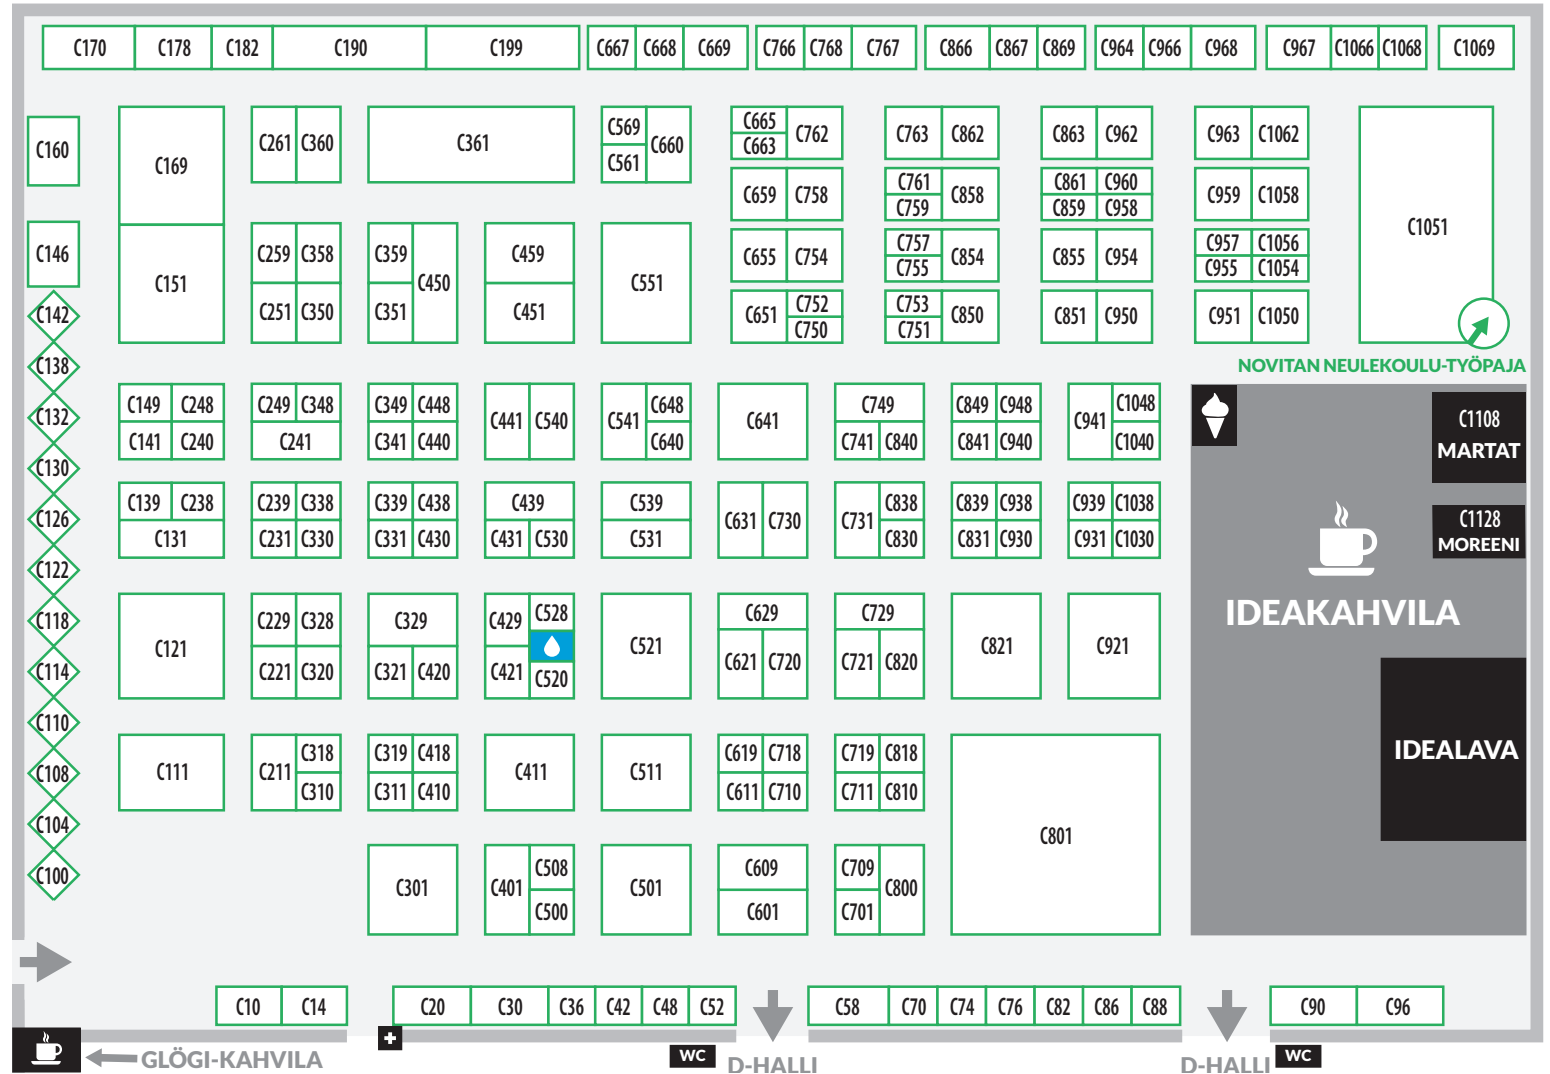 C170 C178 C182 C190 C199 C667 C668 C669 C766 C768 C767 C866 C867 C869 C964 C966 C968 C967 C1066 C1068 C1069
C160 C169 C261 C360 C361 C569 C561 C660 C665 C663 C762 C763 C862 C863 C962 C963 C1062
C659 C758 C761 C759 C858 C861 C960 C859 C958 C959 C1058
C1051
C146 C151 C259 C358 C251 C350 C359 C351 C450 C459 C451 C551 C655 C754 C757 C755 C854 C855 C954 C957 C1056 C955 C1054
C651 C752 C750 C753 C751 C850 C851 C950 C951 C1050
C142
C138
NOVITAN NEULEKOULU-TYÖPAJA
C132
C149 C248 C249 C348 C349 C448 C441 C540 C541 C648 C641 C749 C849 C948 C941 C1048
C141 C240 C241 C341 C440 C640 C741 C840 C841 C940 C1040
C1108
MARTAT
C130
C139 C238 C239 C338 C339 C438 C439 C539 C631 C730 C731 C838 C839 C938 C939 C1038
C126
C131 C231 C330 C331 C430 C431 C530 C531 C830 C831 C930 C931 C1030
C1128
MOREENI
C122
IDEAKAHVILA
C118
C121 C229 C328 C329 C429 C528 C521 C629 C729 C821 C921
C221 C320 C321 C420 C421 C520 C621 C720 C721 C820
C114
C110
C111 C211 C318 C319 C418 C411 C511 C619 C718 C719 C818
C310 C311 C410 C611 C710 C711 C810
IDEALAVA
C108
C104
C801
C100
C301 C401 C508 C501 C609 C709 C800
C500 C601 C701
C10 C14 C20 C30 C36 C42 C48 C52 C58 C70 C74 C76 C82 C86 C88 C90 C96
GLÖGI-KAHVILA
WC
D-HALLI
D-HALLI
WC